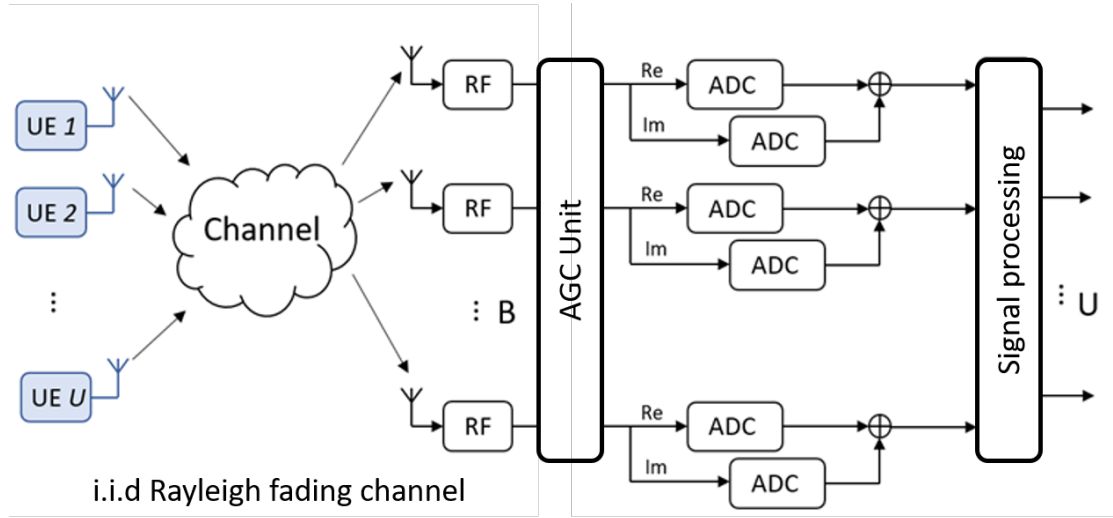 UE 1
UE 2
⋮
UE U
Channel
i.i.d Rayleigh fading channel
RF
RF
⋮ B
RF
AGC Unit
Re
ADC
Im
ADC
Re
ADC
Im
ADC
Re
ADC
Im
ADC
Signal processing
⋮ U